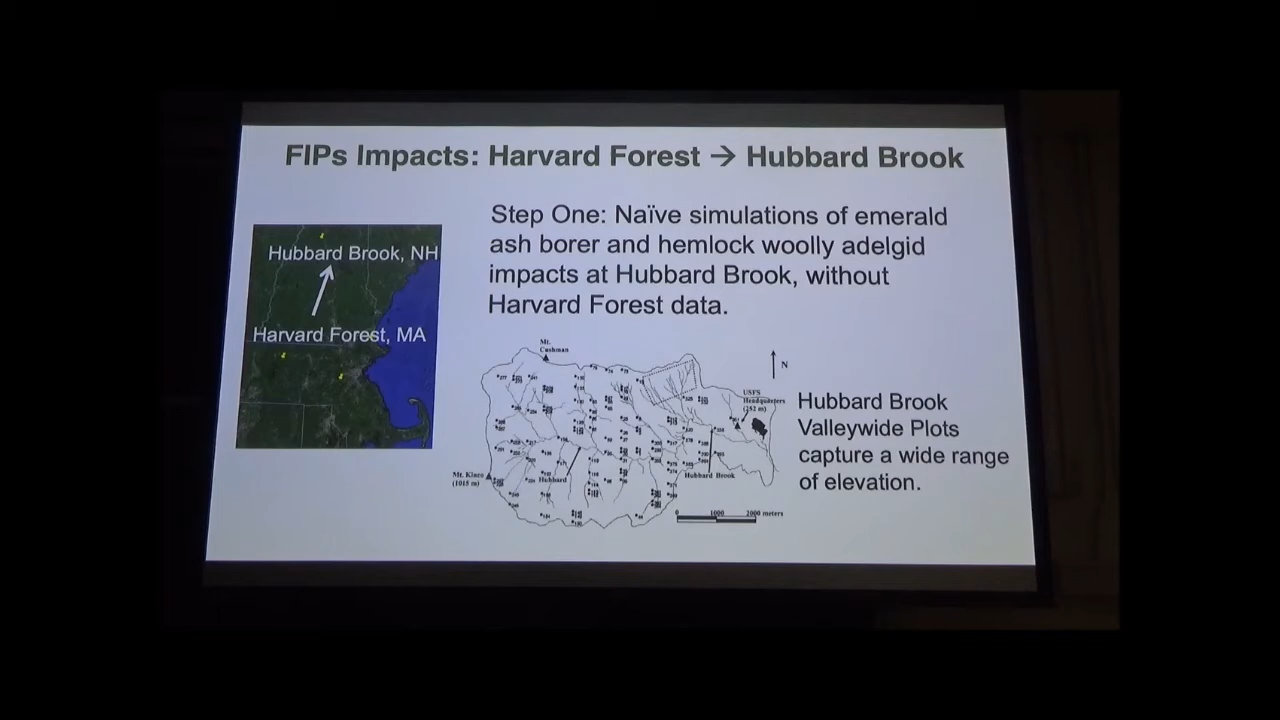 FIPs Impacts: Harvard Forest → Hubbard Brook
Step One: Naïve simulations of emerald
ash borer and hemlock woolly adelgid
impacts at Hubbard Brook, without
Harvard Forest data.
Hubbard Brook, NH
Harvard Forest, MA
Mt.
Cushman
N
USFS
Headquarters
(252 m)
Mt. Kineo
(1015 m)
Hubbard
Hubbard Brook
1000 2000 meters
Hubbard Brook
Valleywide Plots
capture a wide range
of elevation.